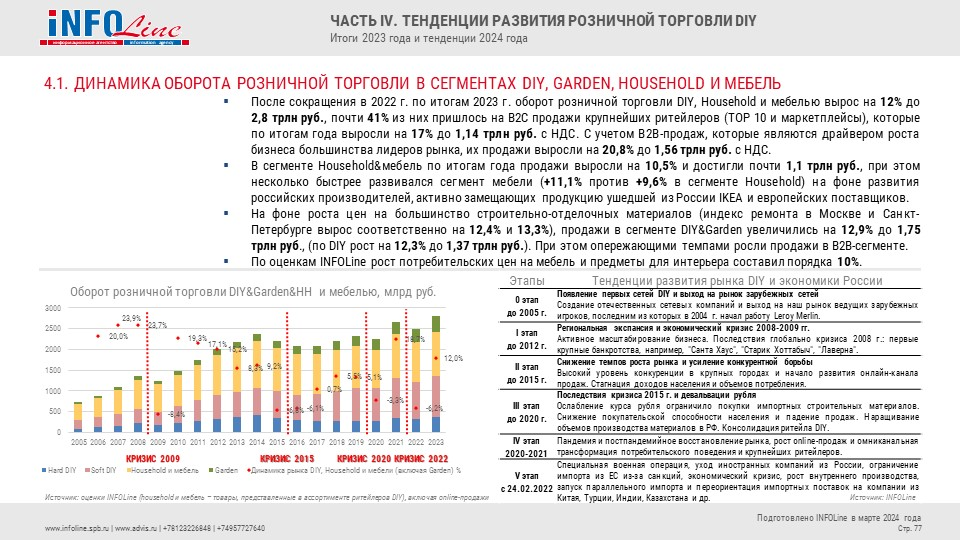 iNFO Line
информационное агентство information agency
ЧАСТЬ IV. ТЕНДЕНЦИИ РАЗВИТИЯ РОЗНИЧНОЙ ТОРГОВЛИ DIY
Итоги 2023 года и тенденции 2024 года
4.1. ДИНАМИКА ОБОРОТА РОЗНИЧНОЙ ТОРГОВЛИ В СЕГМЕНТАХ DIY, GARDEN, HOUSEHOLD И МЕБЕЛЬ
▪ После сокращения в 2022 г. по итогам 2023 г. оборот розничной торговли DIY, Household и мебелью вырос на 12% до
2,8 трлн руб., почти 41% из них пришлось на B2C продажи крупнейших ритейлеров (TOP 10 и маркетплейсы), которые
по итогам года выросли на 17% до 1,14 трлн руб. с НДС. С учетом B2B-продаж, которые являются драйвером роста
бизнеса большинства лидеров рынка, их продажи выросли на 20,8% до 1,56 трлн руб. с НДС.
▪ В сегменте Household&мебель по итогам года продажи выросли на 10,5% и достигли почти 1,1 трлн руб., при этом
несколько быстрее развивался сегмент мебели (+11,1% против +9,6% в сегменте Household) на фоне развития
российских производителей, активно замещающих продукцию ушедшей из России IKEA и европейских поставщиков.
▪ На фоне роста цен на большинство строительно-отделочных материалов (индекс ремонта в Москве и Санкт-
Петербурге вырос соответственно на 12,4% и 13,3%), продажи в сегменте DIY&Garden увеличились на 12,9% до 1,75
трлн руб., (по DIY рост на 12,3% до 1,37 трлн руб.). При этом опережающими темпами росли продажи в B2B-сегменте.
▪ По оценкам INFOLine рост потребительских цен на мебель и предметы для интерьера составил порядка 10%.
Оборот розничной торговли DIY&Garden&HH и мебелью, млрд руб.
3000
2500
2000
1500
1000
500
0
20,0%
23,9%
23,7%
-8,4%
19,3%
17,1%
15,2%
8,3%
9,2%
-6,8%
-6,1%
0,7%
5,5%
5,1%
-3,3%
18,7%
-6,2%
12,0%
2005 2006 2007 2008 2009 2010 2011 2012 2013 2014 2015 2016 2017 2018 2019 2020 2021 2022 2023
КРИЗИС 2009 КРИЗИС 2015 КРИЗИС 2020 КРИЗИС 2022
Hard DIY Soft DIY Household и мебель Garden Динамика рынка DIY, Household и мебели (включая Garden) %
Источник: оценки INFOLine (household и мебель – товары, представленные в ассортименте ритейлеров DIY), включая online-продажи
Этапы Тенденции развития рынка DIY и экономики России
0 этап
до 2005 г.
Появление первых сетей DIY и выход на рынок зарубежных сетей
Создание отечественных сетевых компаний и выход на наш рынок ведущих зарубежных
игроков, последним из которых в 2004 г. начал работу Leroy Merlin.
I этап
до 2012 г.
Региональная экспансия и экономический кризис 2008-2009 гг.
Активное масштабирование бизнеса. Последствия глобально кризиса 2008 г.: первые
крупные банкротства, например, "Санта Хаус", "Старик Хоттабыч", "Лаверна".
II этап
до 2015 г.
Снижение темпов роста рынка и усиление конкурентной борьбы
Высокий уровень конкуренции в крупных городах и начало развития онлайн-канала
продаж. Стагнация доходов населения и объемов потребления.
III этап
до 2020 г.
Последствия кризиса 2015 г. и девальвации рубля
Ослабление курса рубля ограничило покупки импортных строительных материалов.
Снижение покупательской способности населения и падение продаж. Наращивание
объемов производства материалов в РФ. Консолидация ритейла DIY.
IV этап
2020-2021
Пандемия и постпандемийное восстановление рынка, рост online-продаж и омниканальная
трансформация потребительского поведения и крупнейших ритейлеров.
V этап
с 24.02.2022
Специальная военная операция, уход иностранных компаний из России, ограничение
импорта из ЕС из-за санкций, экономический кризис, рост внутреннего производства,
запуск параллельного импорта и переориентация импортных поставок на компании из
Китая, Турции, Индии, Казахстана и др.
Источник: INFOLine
www.infoline.spb.ru | www.advis.ru | +78123226848 | +74957727640
Подготовлено INFOLine в марте 2024 года
Стр. 77